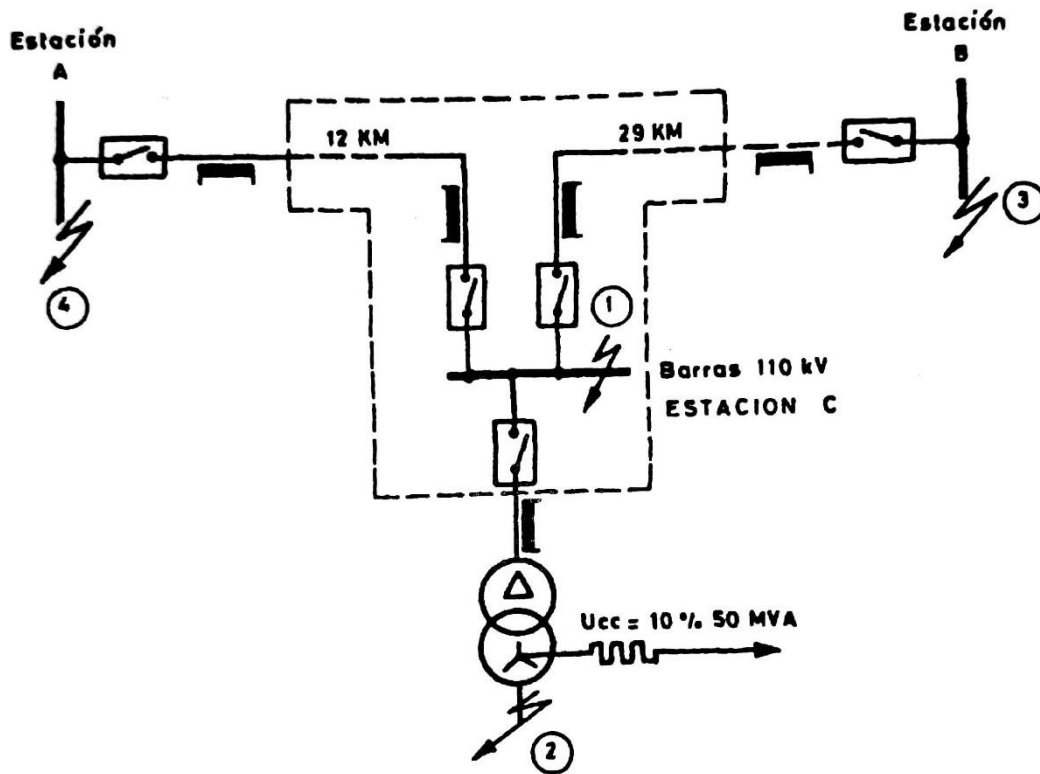 Estación
A
Estación
B
12 KM
29 KM
3
4
1
Barras 110 kV
ESTACION C
Ucc = 10 % 50 MVA
2